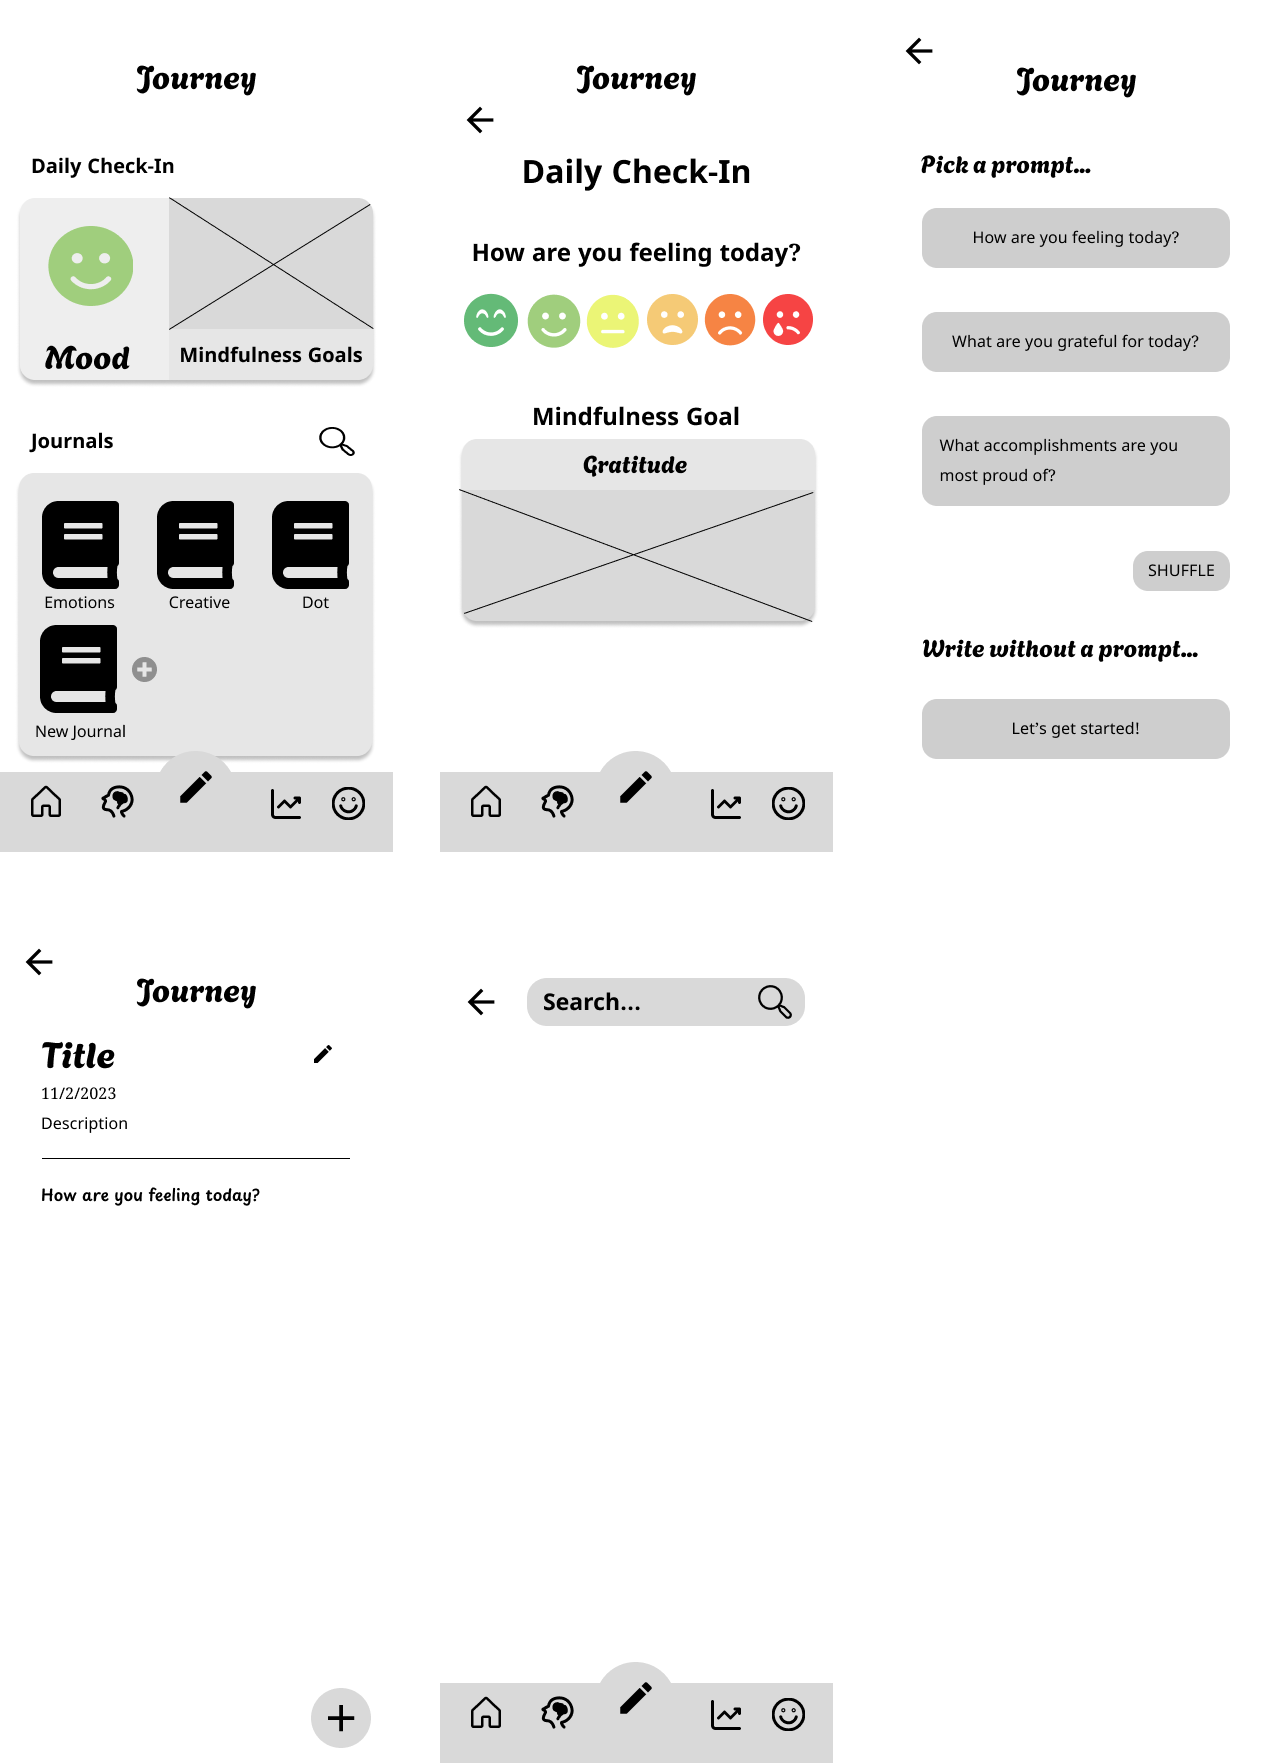 Journey
Daily Check-In
Mood
Mindfulness Goals
Journals
Emotions
Creative
Dot
New Journal
Journey
Daily Check-In
How are you feeling today?
Mindfulness Goal
Gratitude
Journey
Pick a prompt...
How are you feeling today?
What are you grateful for today?
What accomplishments are you
most proud of?
SHUFFLE
Write without a prompt...
Let's get started!
Journey
Title
11/2/2023
Description
How are you feeling today?
Search...